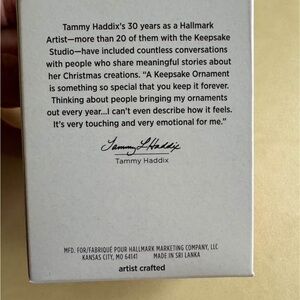 Tammy Haddix's 30 years as a Hallmark
Artist—more than 20 of them with the Keepsake
Studio—have included countless conversations
with people who share meaningful stories about
her Christmas creations. "A Keepsake Ornament
is something so special that you keep it forever.
Thinking about people bringing my ornaments
out every year...I can't even describe how it feels.
It's very touching and very emotional for me."
Tammy L Haddix
Tammy Haddix
MFD. FOR/FABRIQUÉ POUR HALLMARK MARKETING COMPANY, LLC
KANSAS CITY, MO 64141 MADE IN SRI LANKA
artist crafted